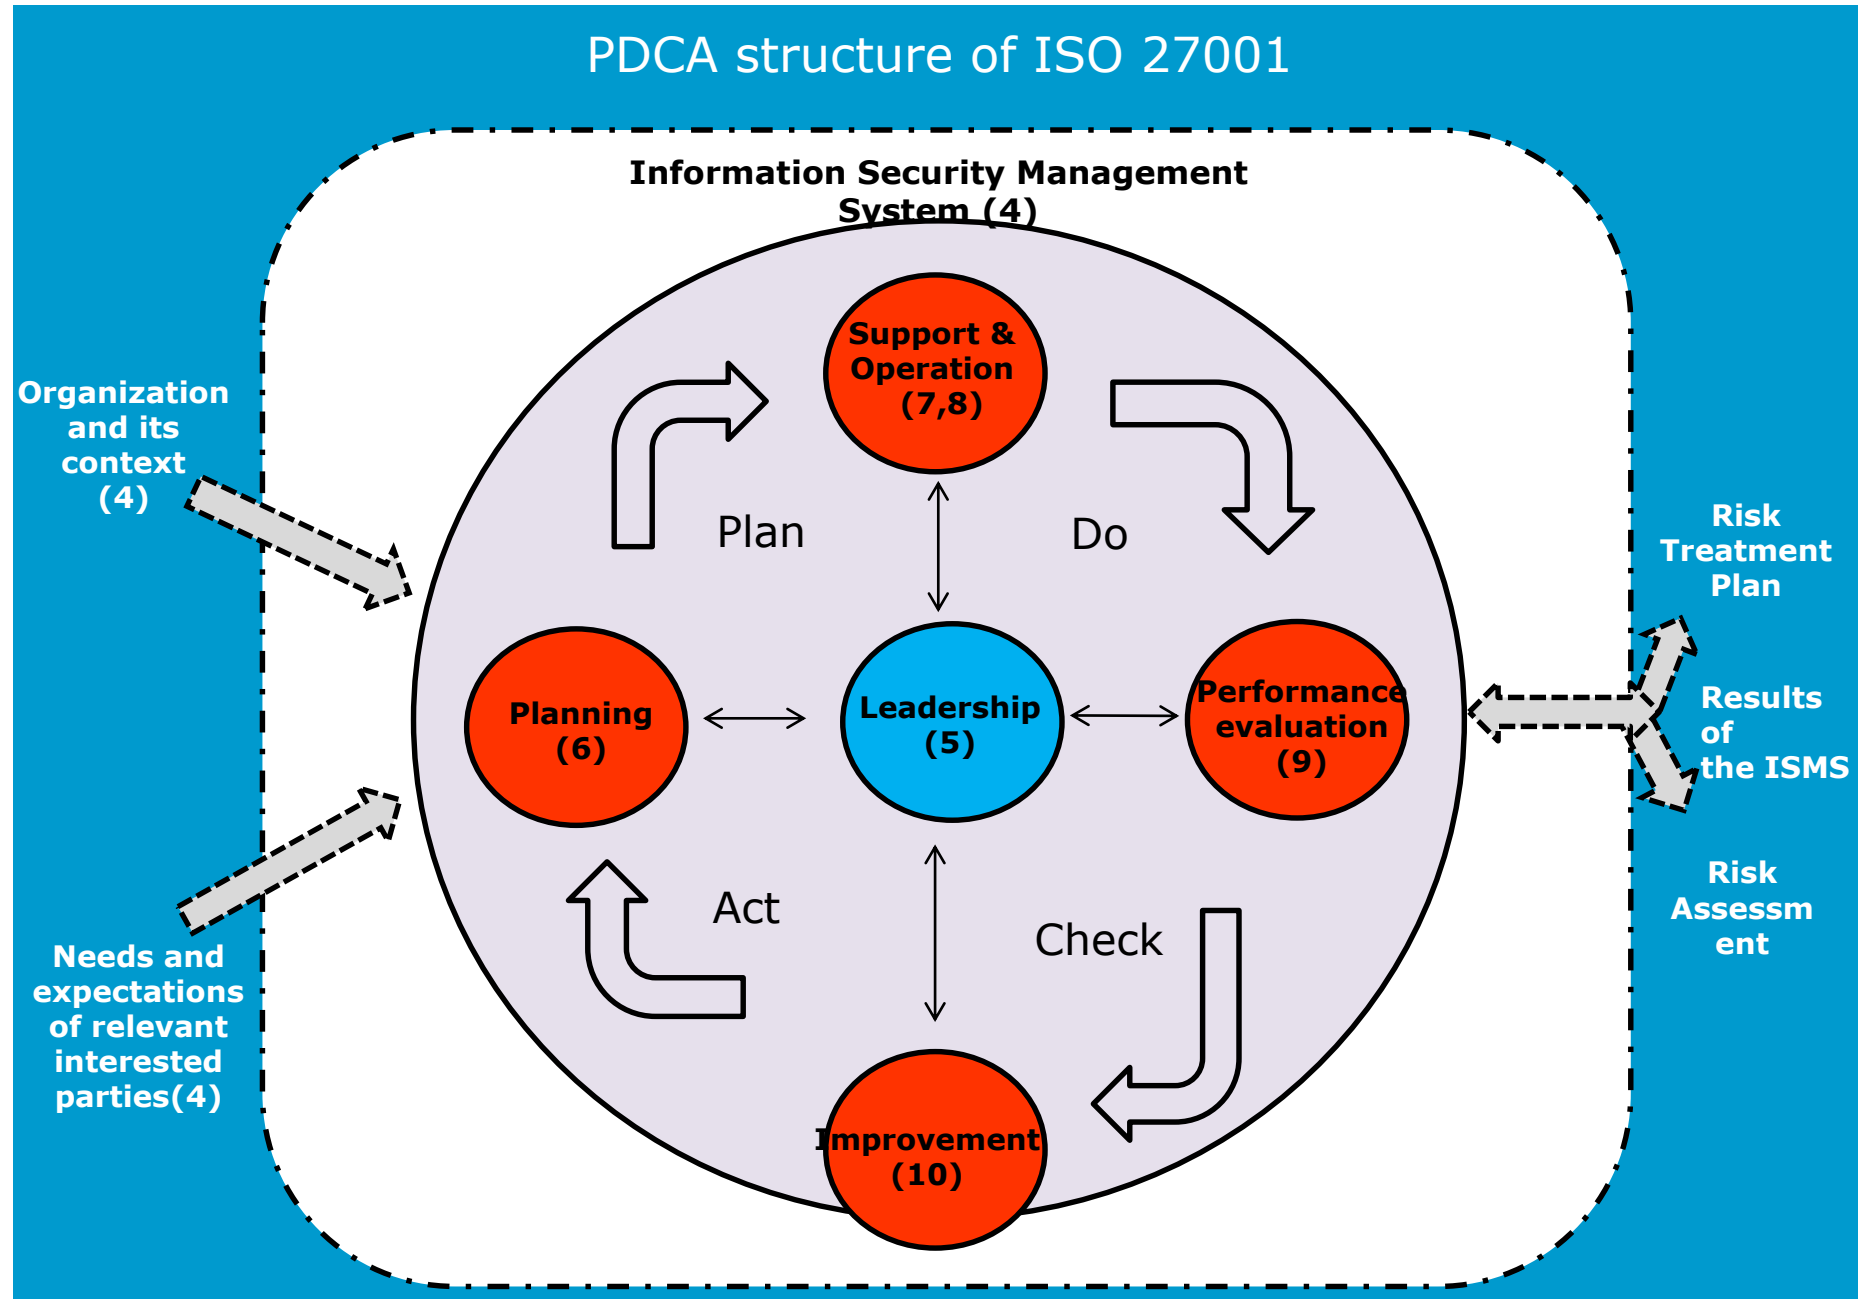 PDCA structure of ISO 27001
Information Security Management
System (4)
Support &
Operation
(7,8)
Organization
and its
context
(4)
Plan
Do
Risk
Treatment
Plan
Planning
(6)
Leadership
(5)
Performance
evaluation
(9)
Results
of
the ISMS
Act
Check
Risk
Assessm
ent
Needs and
expectations
of relevant
interested
parties(4)
Improvement
(10)